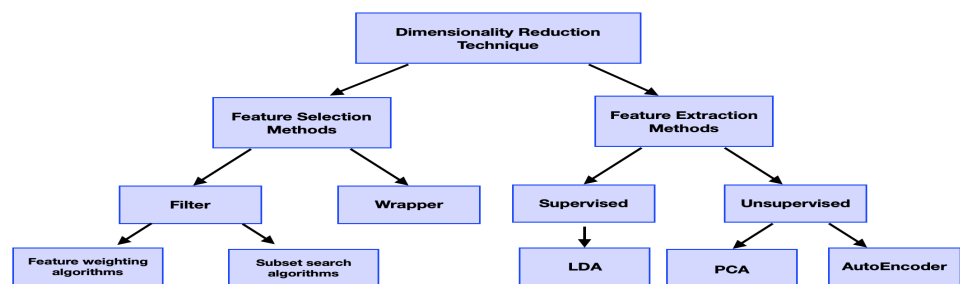 Dimensionality Reduction
Technique
Feature Selection
Methods
Feature Extraction
Methods
Filter
Wrapper
Supervised
Unsupervised
Feature weighting
algorithms
Subset search
algorithms
LDA
PCA
AutoEncoder